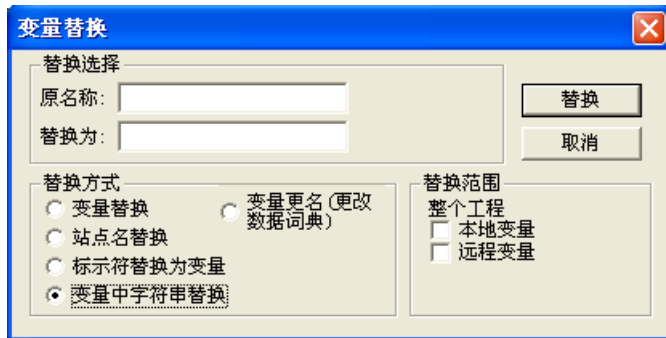 变量替换
替换选择
原名称:
替换为:
替换
取消
替换方式
变量替换
变量更名(更改
数据词典)
站点名替换
标示符替换为变量
变量中字符串替换
替换范围
整个工程
本地变量
远程变量